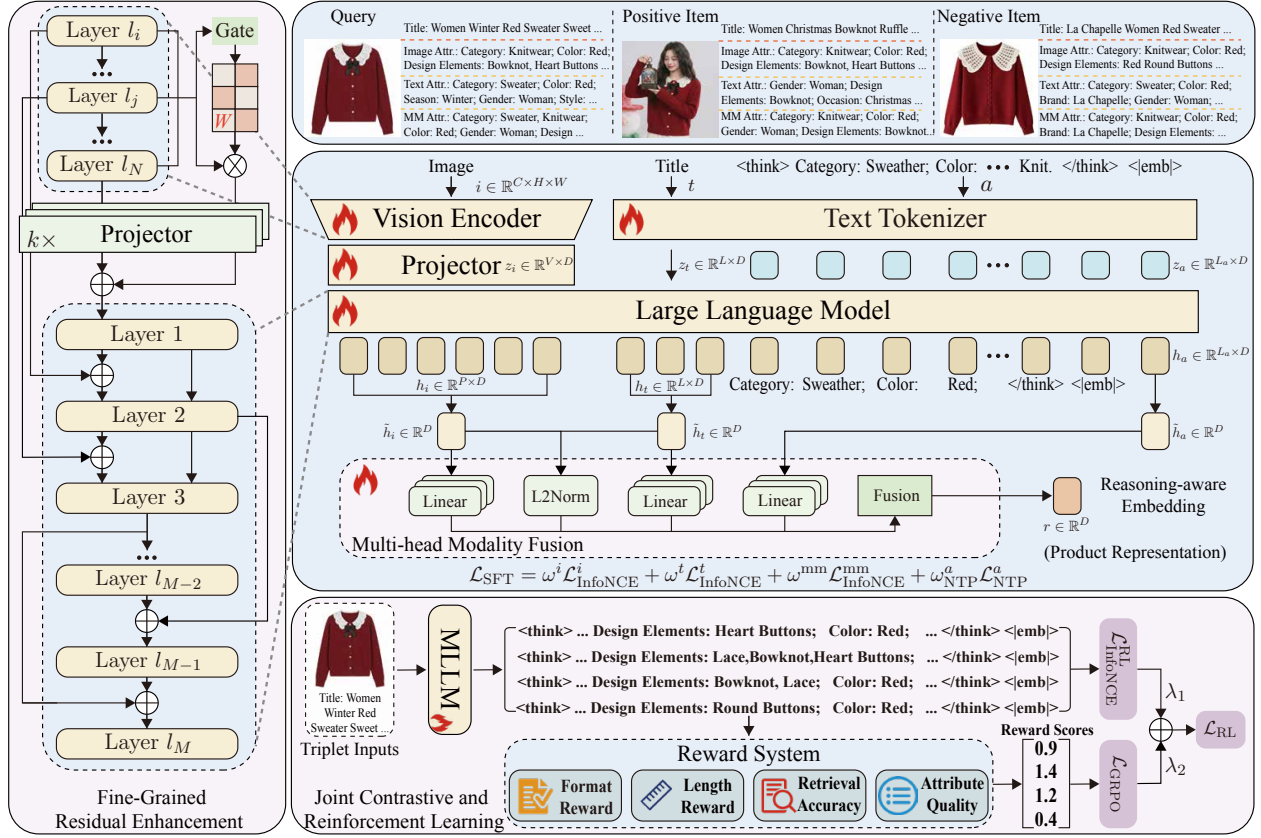 Layer $l_i$
...
Layer $l_j$
...
Layer $l_N$
Gate
W
k×
Projector
Layer 1
Layer 2
Layer 3
...
Layer $l_{M-2}$
Layer $l_{M-1}$
Layer $l_M$
Fine-Grained
Residual Enhancement
Query
Title: Women Winter Red Sweater Sweet ...
Image Attr.: Category: Knitwear; Color: Red;
Design Elements: Bowknot, Heart Buttons ...
Text Attr.: Category: Sweater; Color: Red;
Season: Winter; Gender: Woman; Style: ...
MM Attr.: Category: Sweater, Knitwear;
Color: Red; Gender: Woman; Design ...
Positive Item
Title: Women Christmas Bowknot Ruffle ...
Image Attr.: Category: Knitwear; Color: Red;
Design Elements: Bowknot, Heart Buttons ...
Text Attr.: Gender: Woman; Design
Elements: Bowknot; Occasion: Christmas ...
MM Attr.: Category: Knitwear; Color: Red;
Gender: Woman; Design Elements: Bowknot...
Negative Item
Title: La Chapelle Women Red Sweater ...
Image Attr.: Category: Knitwear; Color: Red;
Design Elements: Red Round Buttons ...
Text Attr.: Category: Sweater; Color: Red;
Brand: La Chapelle; Gender: Woman; ...
MM Attr.: Category: Knitwear; Color: Red;
Brand: La Chapelle; Design Elements: ...
Image
$i \in \mathbb{R}^{C \times H \times W}$
Title
t
<think> Category: Sweather; Color: ... Knit. </think> <|emb|>
a
Vision Encoder
Text Tokenizer
Projector
$z_i \in \mathbb{R}^{V \times D}$
$z_t \in \mathbb{R}^{L \times D}$
...
$z_a \in \mathbb{R}^{L_a \times D}$
Large Language Model
...
$h_i \in \mathbb{R}^{P \times D}$
$h_t \in \mathbb{R}^{L \times D}$
Category: Sweather; Color: Red; </think> <|emb|>
$h_a \in \mathbb{R}^{L_a \times D}$
$\tilde{h}_i \in \mathbb{R}^D$
$\tilde{h}_t \in \mathbb{R}^D$
$\tilde{h}_a \in \mathbb{R}^D$
Linear
L2Norm
Linear
Linear
Fusion
Multi-head Modality Fusion
$r \in \mathbb{R}^D$
Reasoning-aware
Embedding
(Product Representation)
$\mathcal{L}_{\text{SFT}} = \omega^i \mathcal{L}^i_{\text{InfoNCE}} + \omega^t \mathcal{L}^t_{\text{InfoNCE}} + \omega^{\text{mm}} \mathcal{L}^{\text{mm}}_{\text{InfoNCE}} + \omega^a_{\text{NTP}} \mathcal{L}^a_{\text{NTP}}$
Title: Women
Winter Red
Sweater Sweet ...
Triplet Inputs
MLLM
<think> ... Design Elements: Heart Buttons; Color: Red; ... </think> <|emb|>
<think> ... Design Elements: Lace,Bowknot,Heart Buttons; ... </think> <|emb|>
<think> ... Design Elements: Bowknot, Lace; Color: Red; ... </think> <|emb|>
<think> ... Design Elements: Round Buttons; Color: Red; ... </think> <|emb|>
Reward System
Format
Reward
Length
Reward
Retrieval
Accuracy
Attribute
Quality
Reward Scores
0.9
1.4
1.2
0.4
$\mathcal{L}^{\text{RL}}_{\text{InfoNCE}}$
$\mathcal{L}_{\text{GRPO}}$
$\lambda_1$
$\lambda_2$
$\mathcal{L}_{\text{RL}}$
Joint Contrastive and
Reinforcement Learning